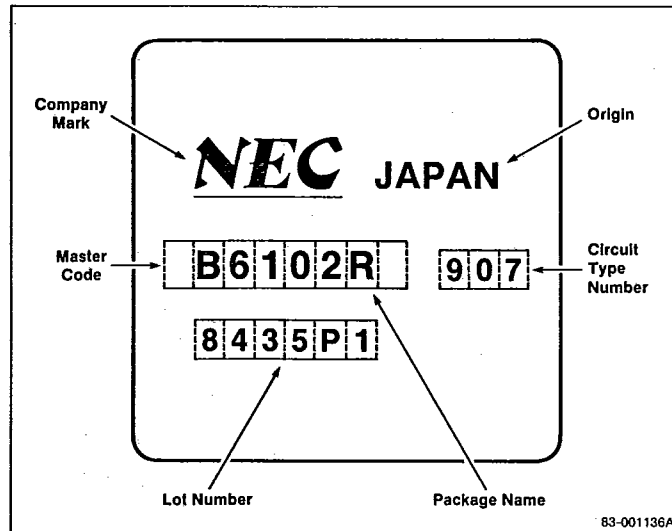 Company
Mark
Origin
NEC JAPAN
Master
Code
B6102R
907
Circuit
Type
Number
8435P1
Lot Number
Package Name
83-001136A